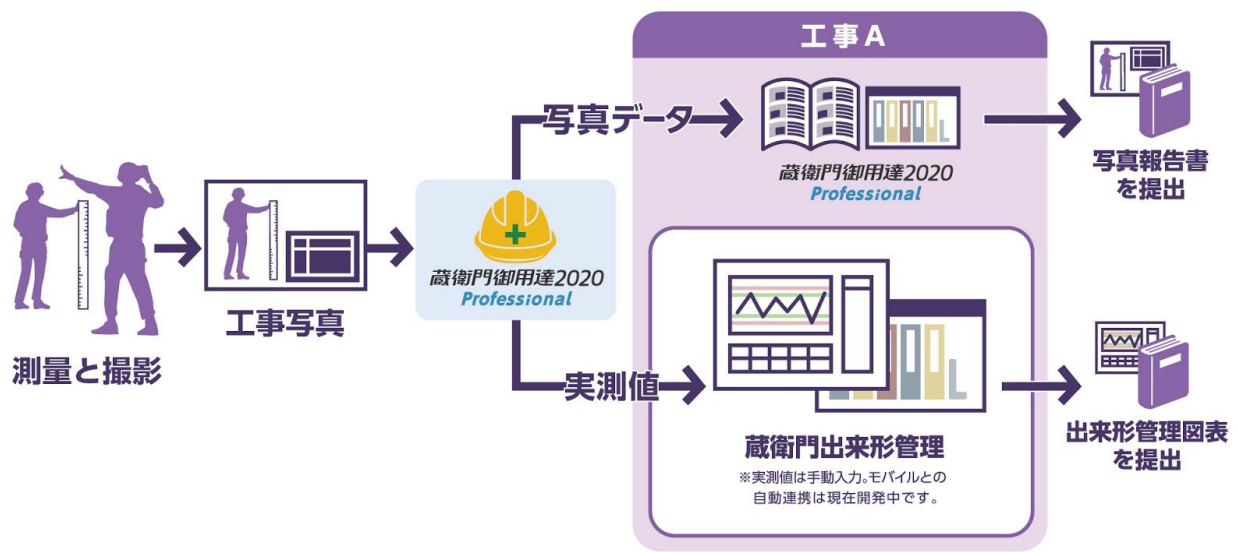 測量と撮影
工事写真
蔵衛門御用達2020
Professional
写真データ
実測値
工事A
蔵衛門御用達2020
Professional
蔵衛門出来形管理
※実測値は手動入力。モバイルとの
自動連携は現在開発中です。
写真報告書
を提出
出来形管理図表
を提出